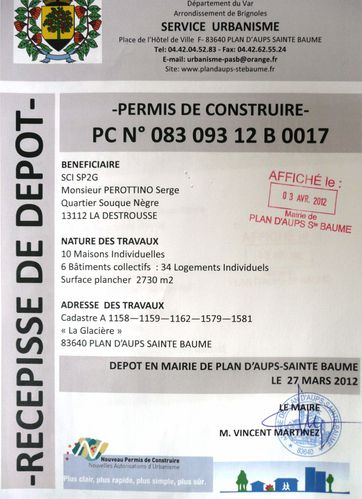 Département du Var
Arrondissement de Brignoles
SERVICE URBANISME
Place de l'Hôtel de Ville F- 83640 PLAN D'AUPS SAINTE BAUME
Tel: 04.42.04.52.83 - Fax: 04.42.62.55.24
E-mail: urbanisme-pasb@orange.fr
Site: www.plandaups-stebaume.fr
-RECEPISSE DE DEPOT-
-PERMIS DE CONSTRUIRE-
PC N° 083 093 12 B 0017
BENEFICIAIRE
SCI SP2G
Monsieur PEROTTINO Serge
Quartier Souque Nègre
13112 LA DESTROUSSE
AFFICHÉ le :
03 AVR. 2012
Mairie de
PLAN D'AUPS Ste BAUME
NATURE DES TRAVAUX
10 Maisons Individuelles
6 Bâtiments collectifs : 34 Logements Individuels
Surface plancher 2730 m2
ADRESSE DES TRAVAUX
Cadastre A 1158—1159—1162—1579—1581
« La Glacière »
83640 PLAN D'AUPS SAINTE BAUME
DEPOT EN MAIRIE DE PLAN D'AUPS-SAINTE BAUME
LE 27 MARS 2012
LE MAIRE
M. VINCENT MARTINEZ
83640
Nouveau Permis de Construire
Nouvelles Autorisations d'Urbanisme
Plus clair, plus rapide, plus simple, plus sûr.